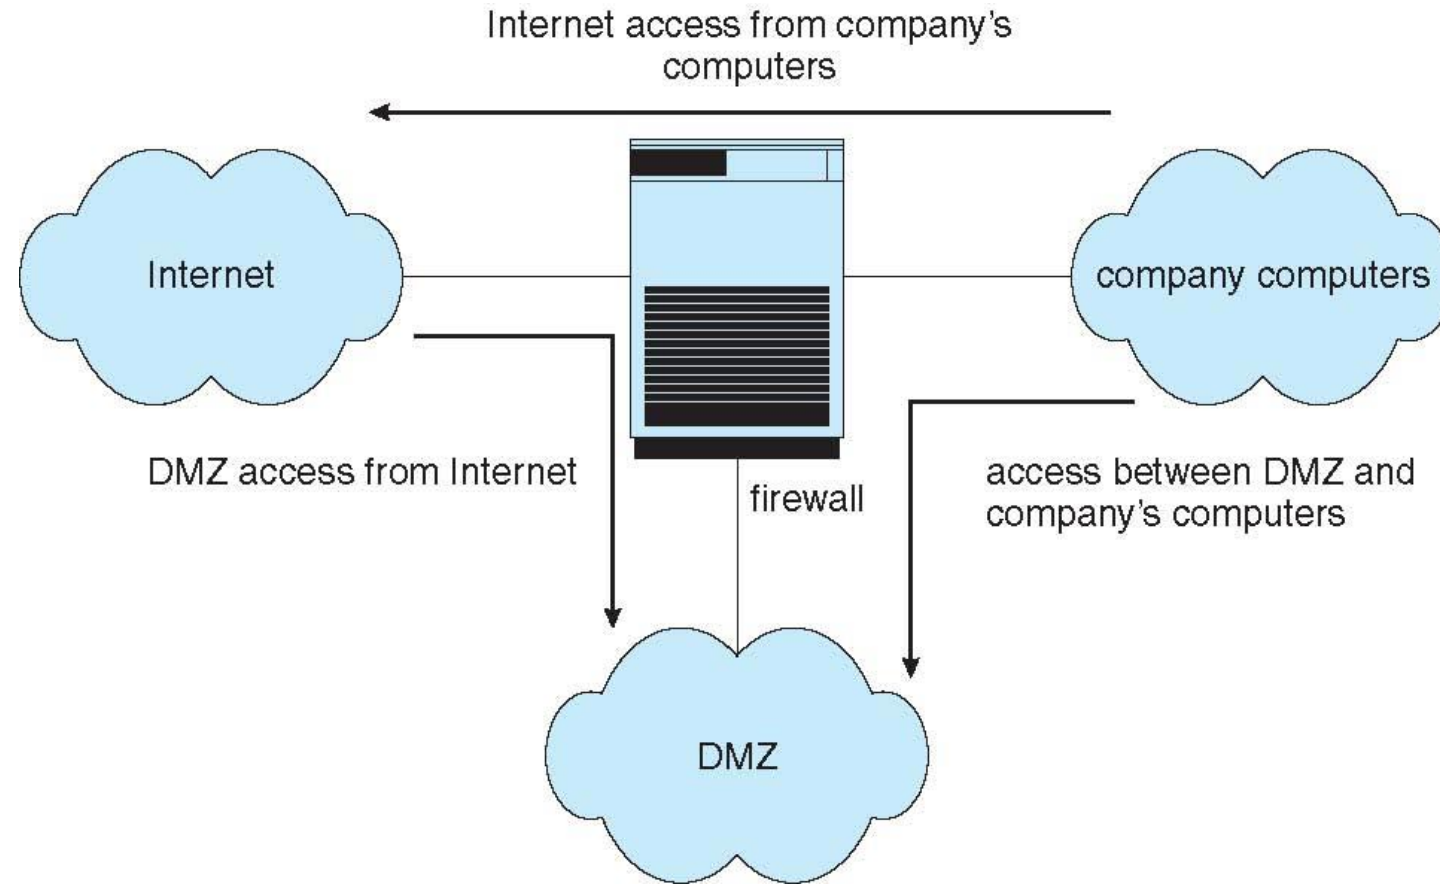 Internet access from company’s
computers
Internet
company computers
DMZ access from Internet
firewall
access between DMZ and
company’s computers
DMZ